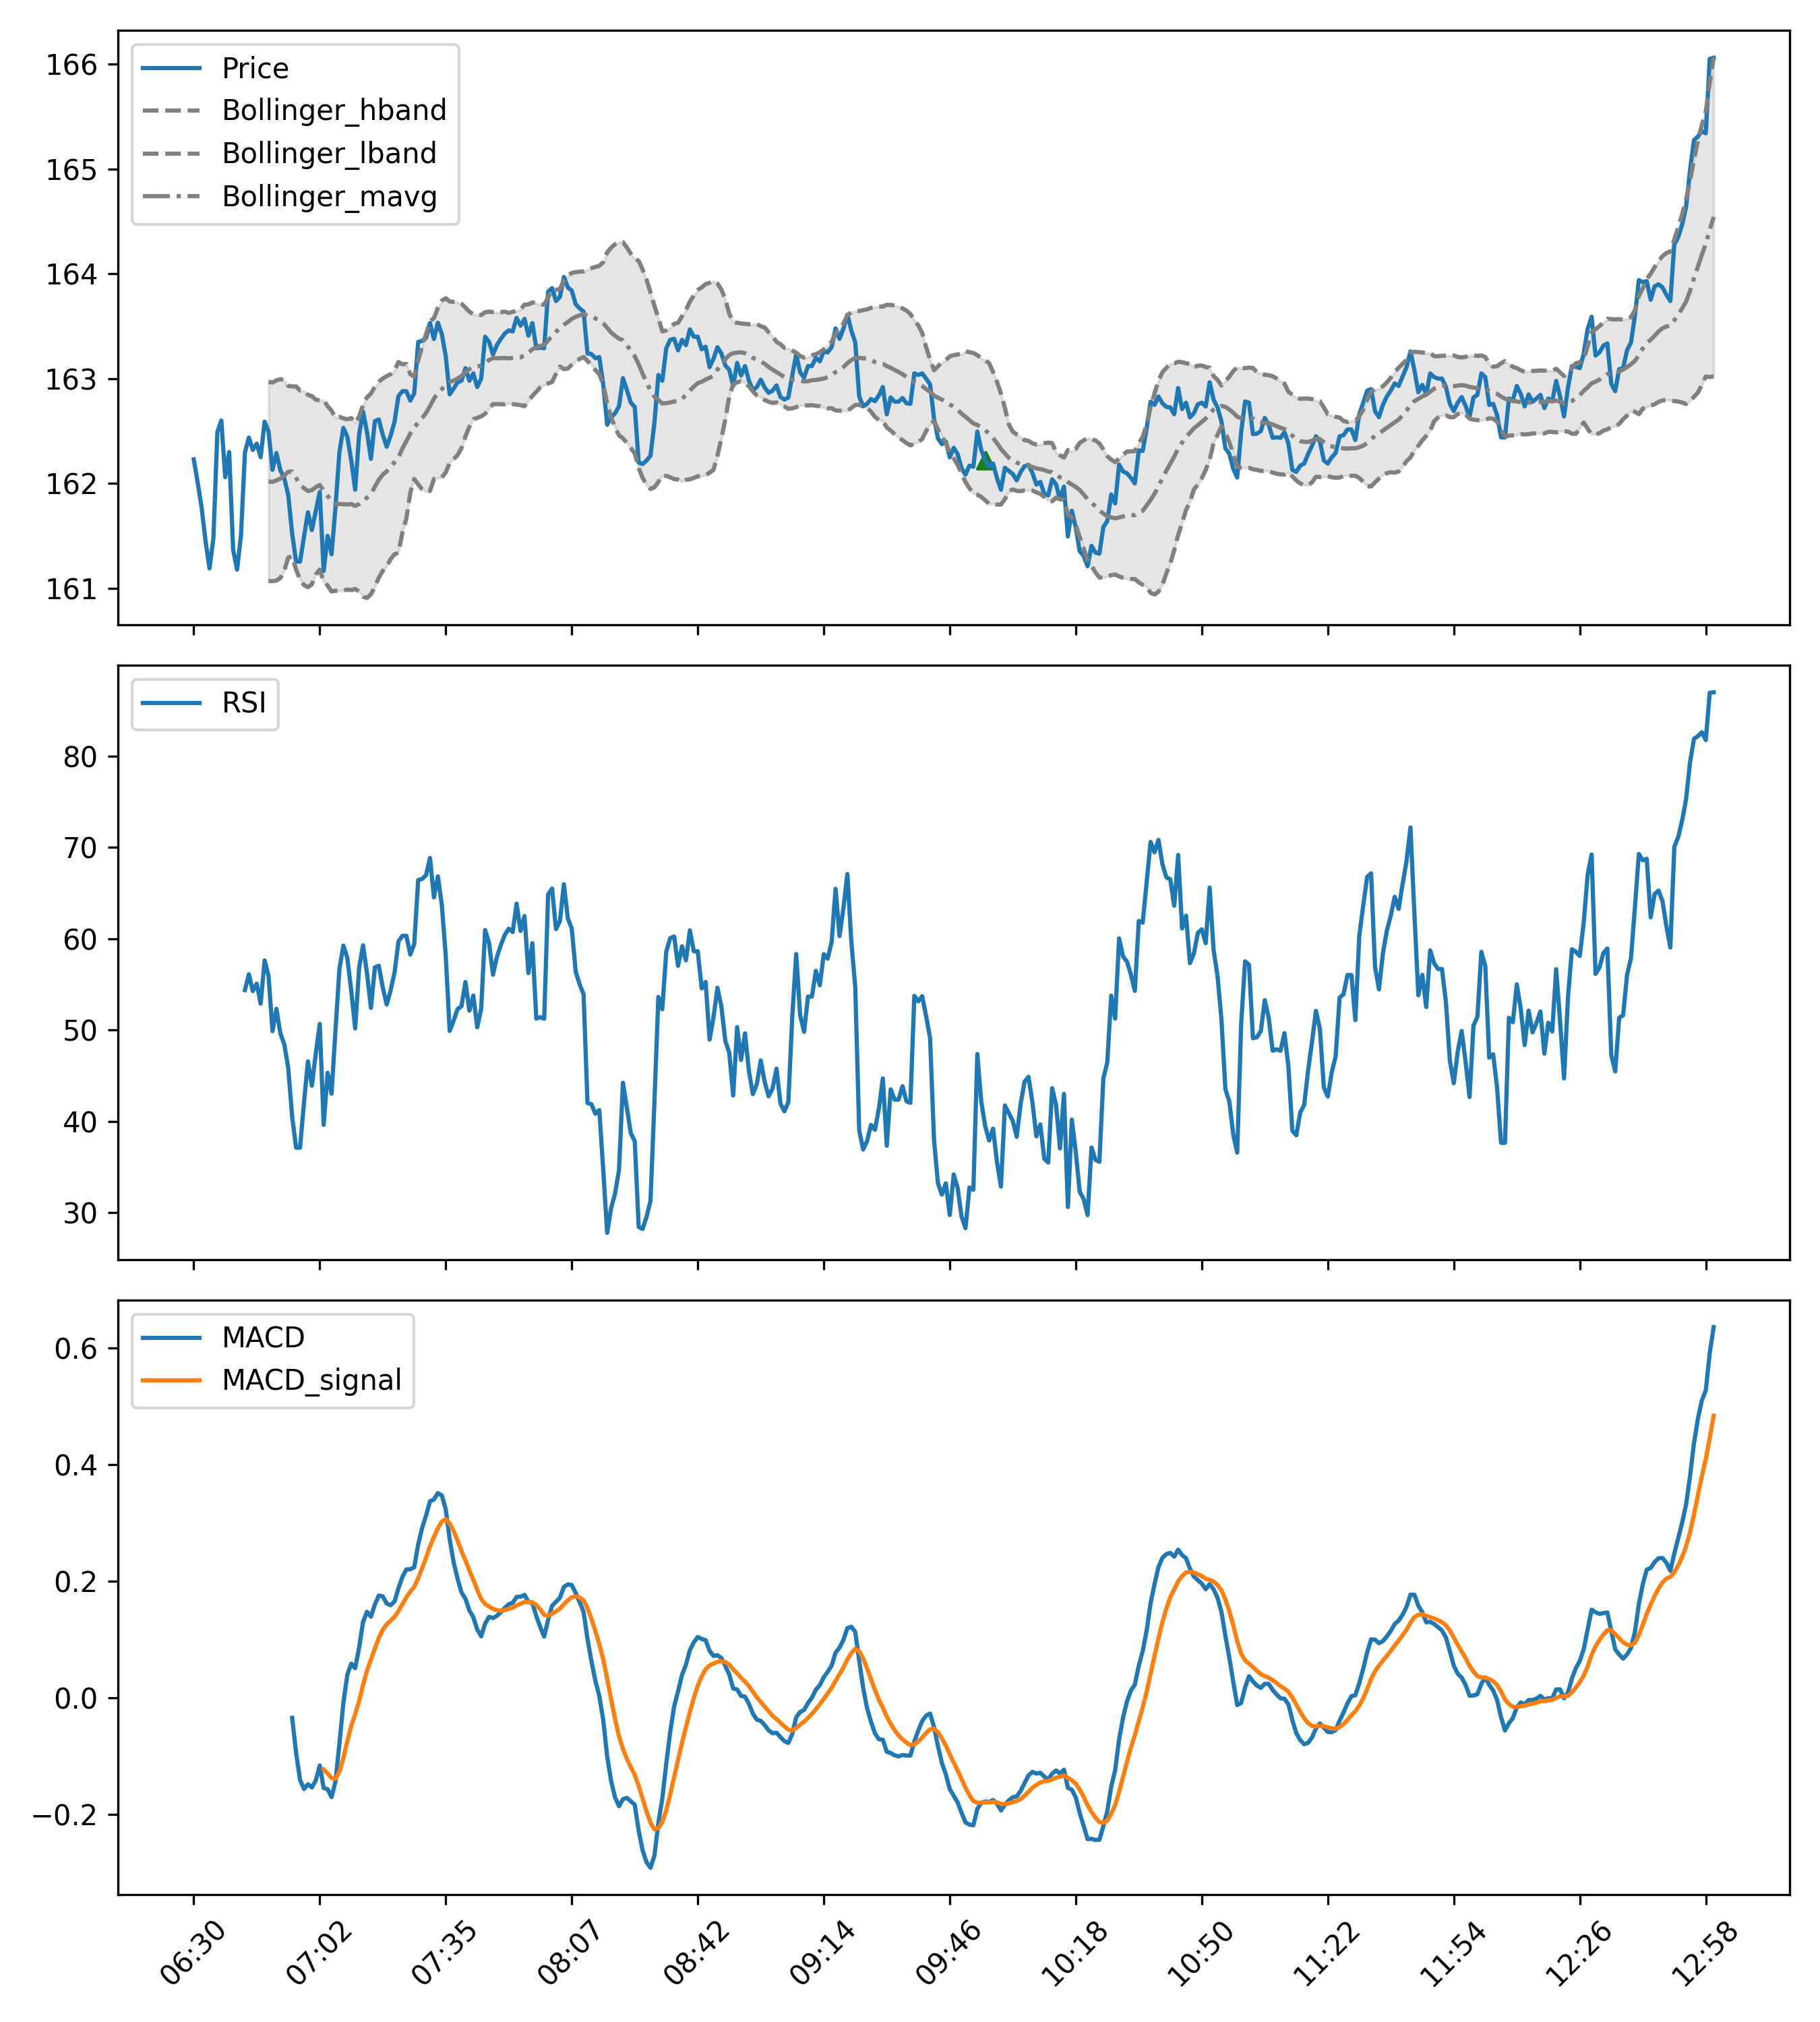 166
165
164
163
162
161
Price
Bollinger_hband
Bollinger_lband
Bollinger_mavg
80
70
60
50
40
30
RSI
0.6
0.4
0.2
0.0
−0.2
MACD
MACD_signal
06:30 07:02 07:35 08:07 08:42 09:14 09:46 10:18 10:50 11:22 11:54 12:26 12:58